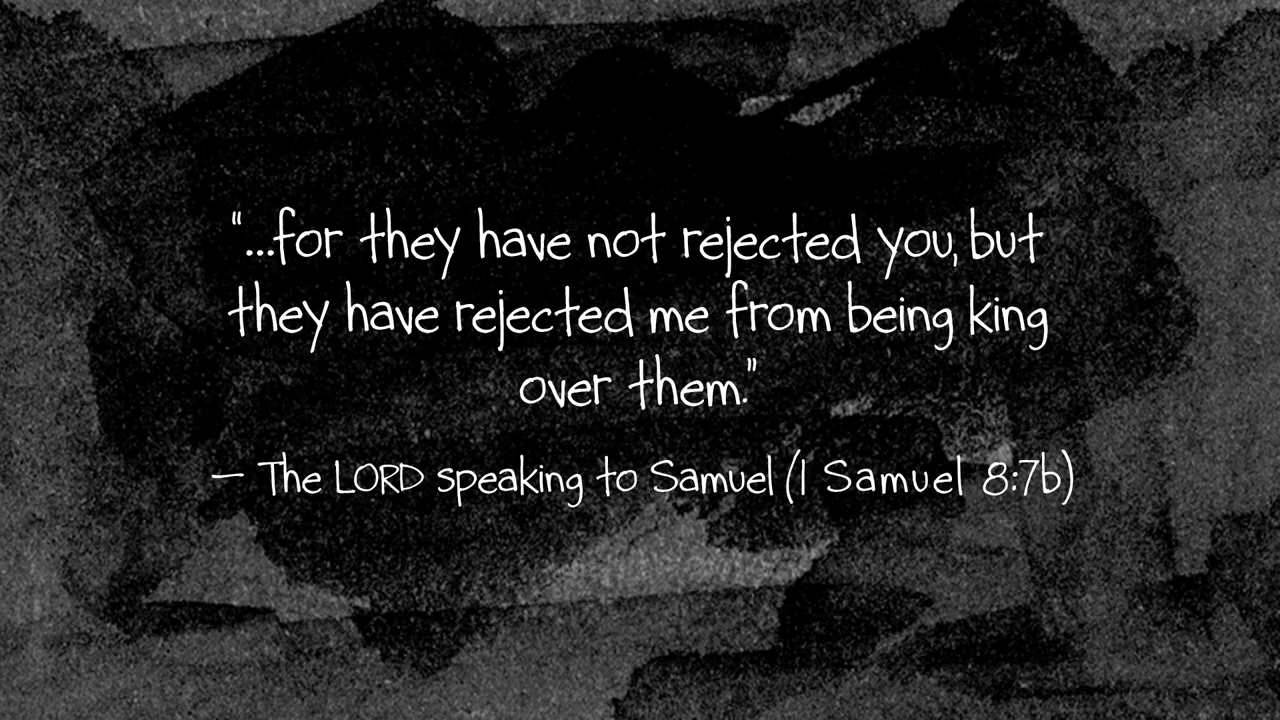 "...for they have not rejected you, but
they have rejected me from being king
over them."
— The LORD speaking to Samuel (1 Samuel 8:7b)